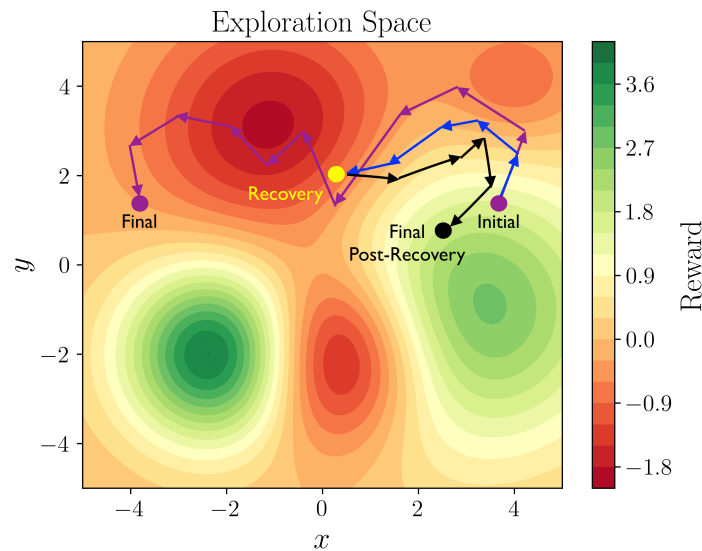 Exploration Space
4
2
0
−2
−4
y
−4
−2
0
2
4
x
Recovery
Final
Final
Post-Recovery
Initial
3.6
2.7
1.8
0.9
0.0
−0.9
−1.8
Reward